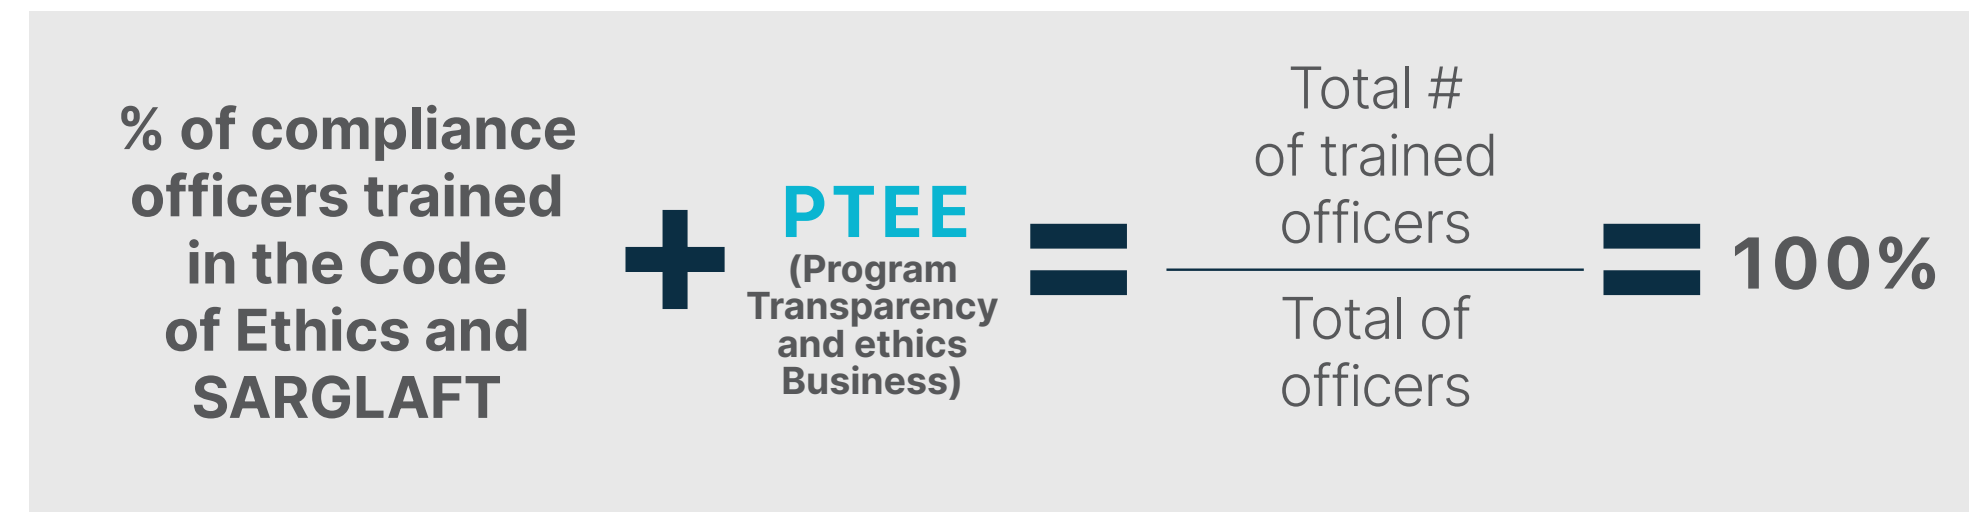 % of compliance
officers trained
in the Code
of Ethics and
SARGLAFT
+
PTEE
(Program
Transparency
and ethics
Business)
=
Total #
of trained
officers
Total of
officers
=
100%